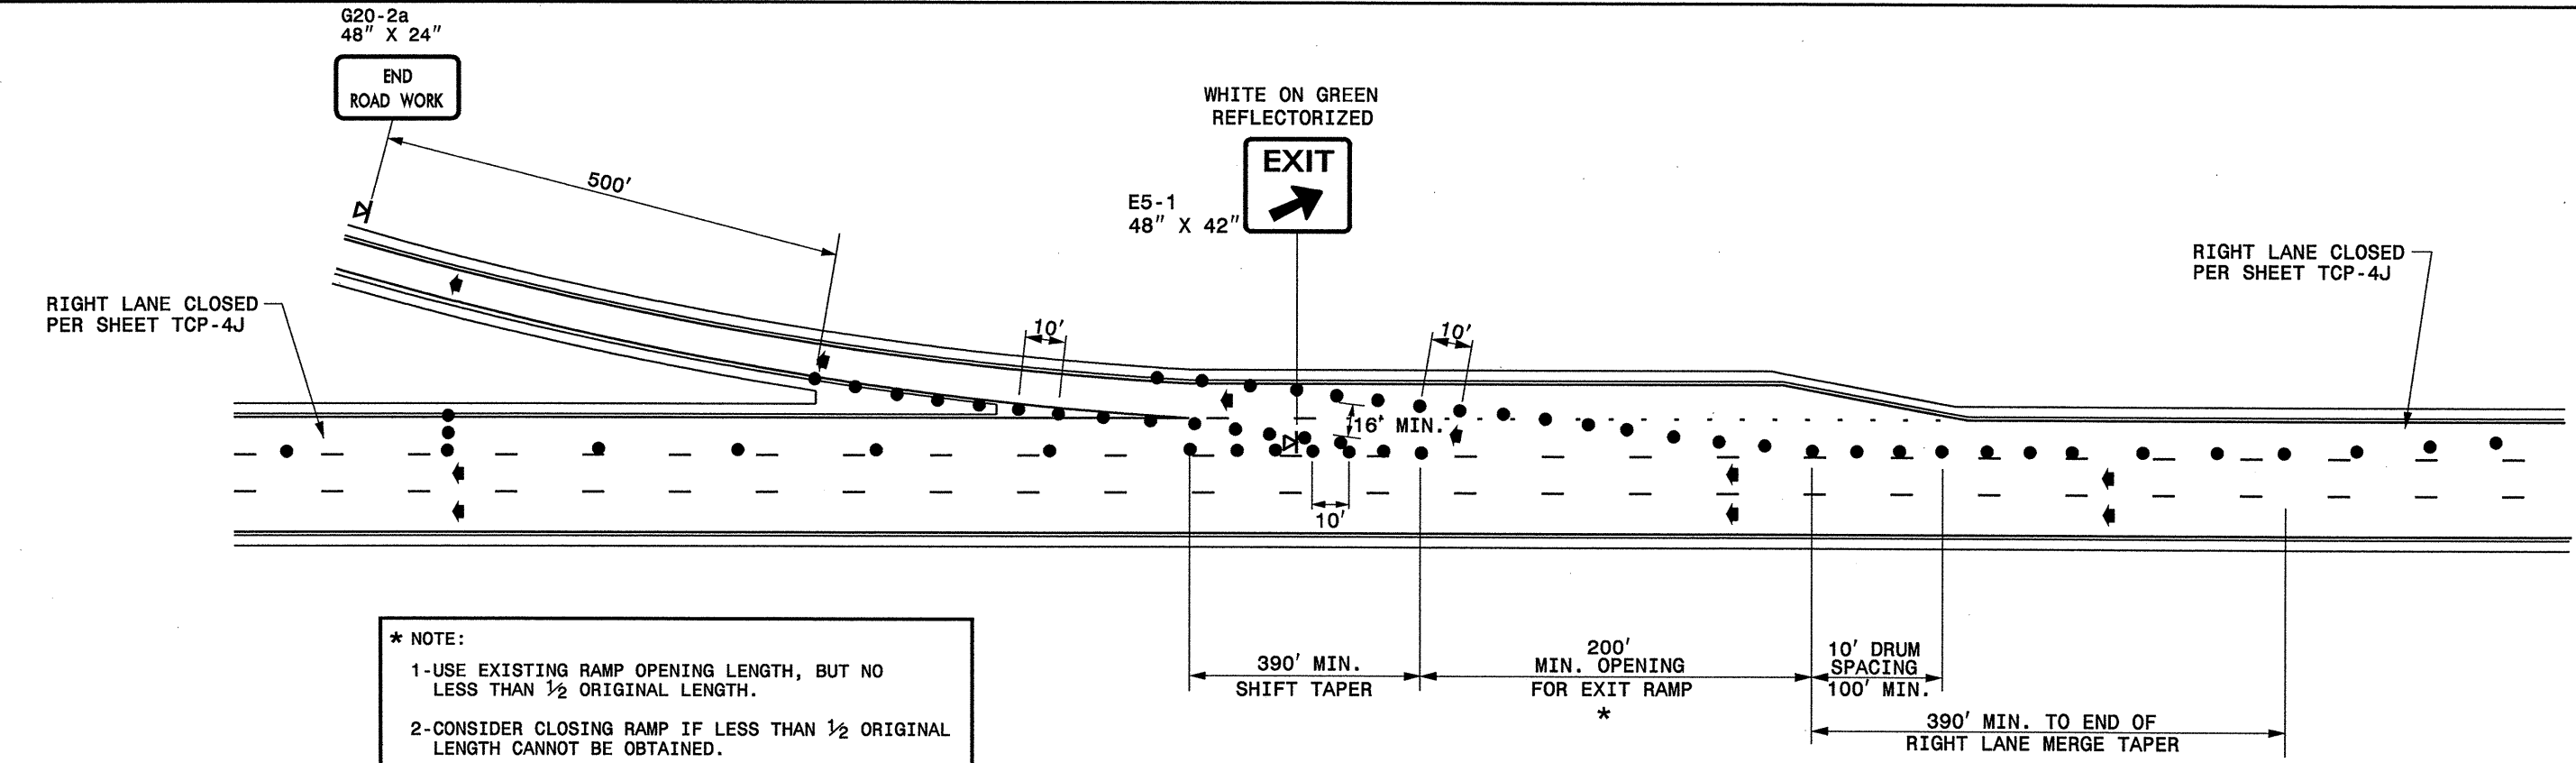 G20-2a
48" X 24"
END
ROAD WORK
500'
WHITE ON GREEN
REFLECTORIZED
EXIT
E5-1
48" X 42"
RIGHT LANE CLOSED
PER SHEET TCP-4J
RIGHT LANE CLOSED
PER SHEET TCP-4J
10'
10'
16' MIN.
10'
390' MIN.
SHIFT TAPER
200'
MIN. OPENING
FOR EXIT RAMP
*
10' DRUM
SPACING
100' MIN.
390' MIN. TO END OF
RIGHT LANE MERGE TAPER
* NOTE:
1-USE EXISTING RAMP OPENING LENGTH, BUT NO
LESS THAN ½ ORIGINAL LENGTH.
2-CONSIDER CLOSING RAMP IF LESS THAN ½ ORIGINAL
LENGTH CANNOT BE OBTAINED.